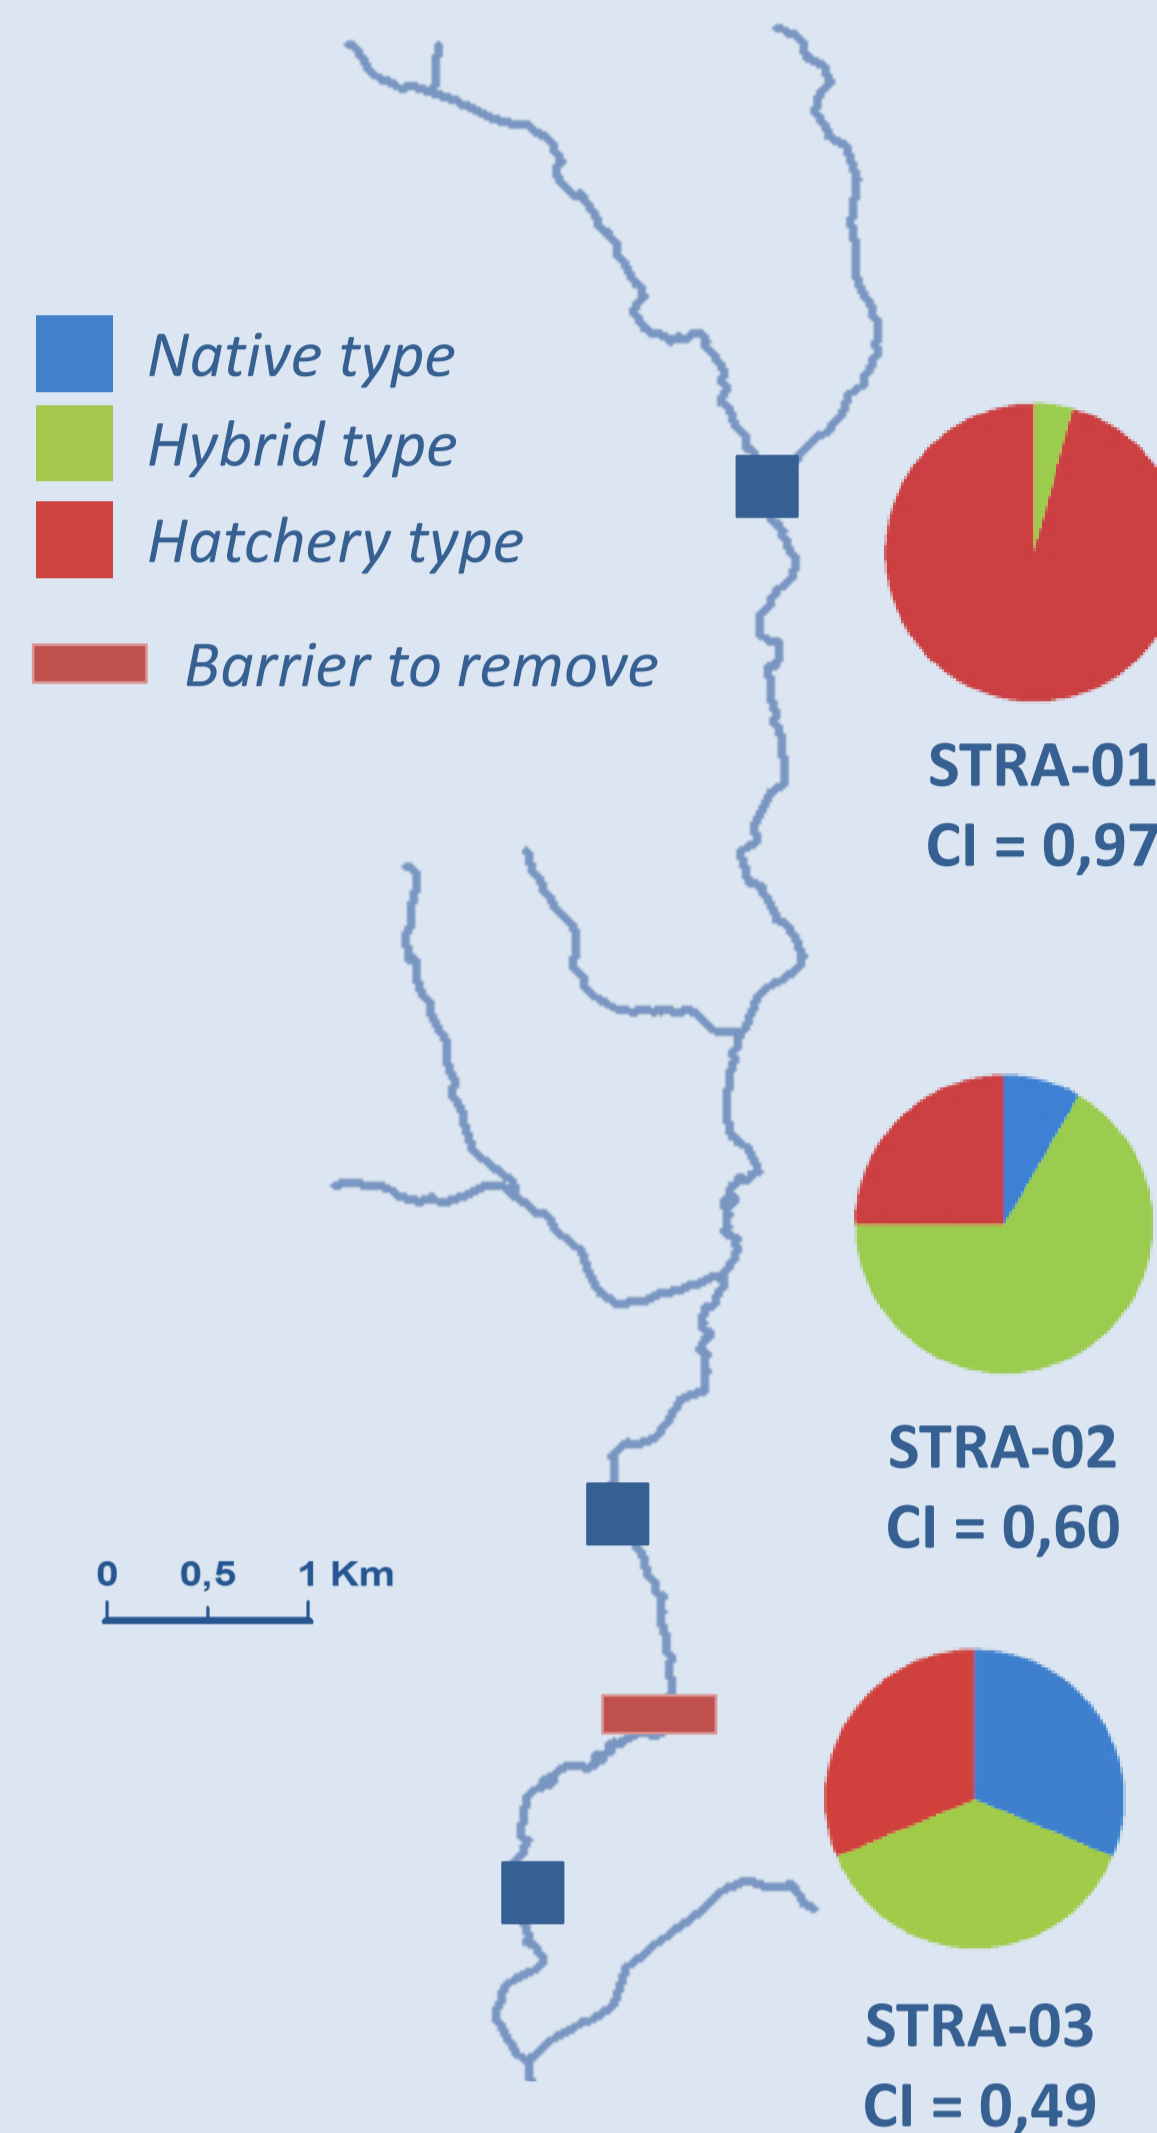 Native type
Hybrid type
Hatchery type
Barrier to remove
STRA-01
CI = 0,97
STRA-02
CI = 0,60
0 0,5 1 Km
STRA-03
CI = 0,49